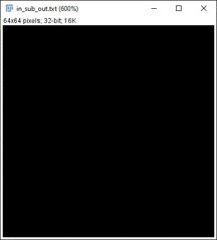 in_sub_out.txt (600%)
64x64 pixels; 32-bit; 16K